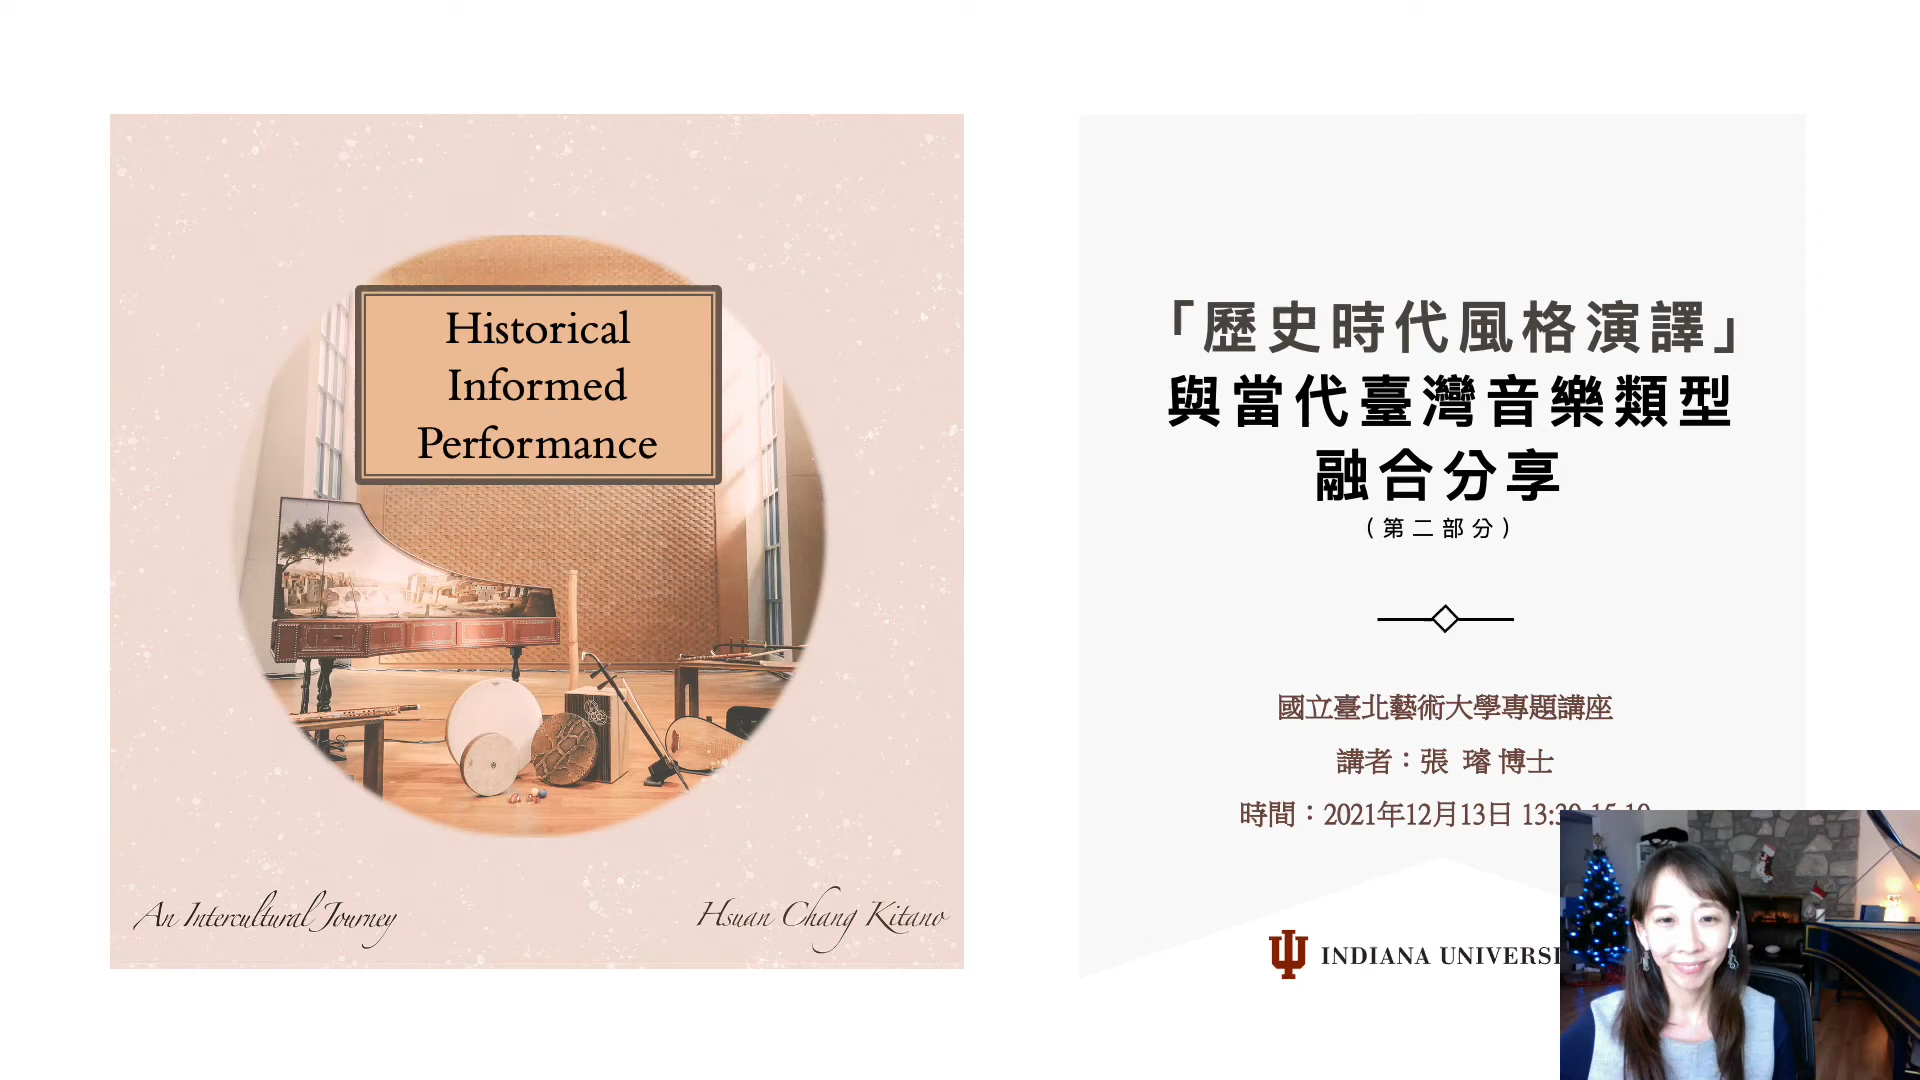 Historical
Informed
Performance
An Intercultural Journey
Hsuan Chang Kitano
「歷史時代風格演譯」
與當代臺灣音樂類型
融合分享
(第二部分)
國立臺北藝術大學專題講座
講者：張 璿 博士
時間：2021年12月13日
INDIANA